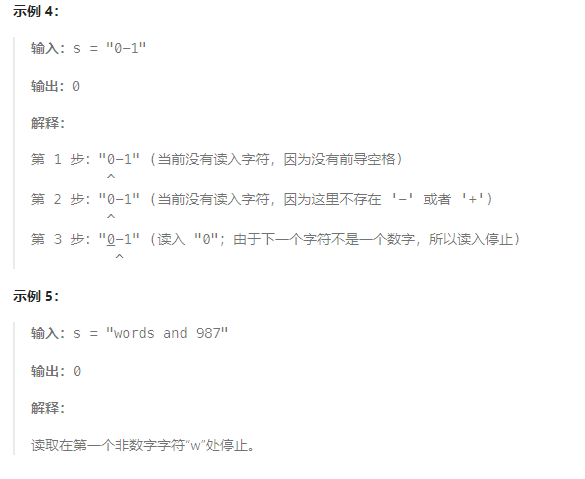 示例 4：
输入：s = "0-1"
输出：0
解释：
第 1 步："0-1" (当前没有读入字符，因为没有前导空格)
^
第 2 步："0-1" (当前没有读入字符，因为这里不存在 '-' 或者 '+')
^
第 3 步："0-1" (读入 "0"；由于下一个字符不是一个数字，所以读入停止)
^
示例 5：
输入：s = "words and 987"
输出：0
解释：
读取在第一个非数字字符“w”处停止。